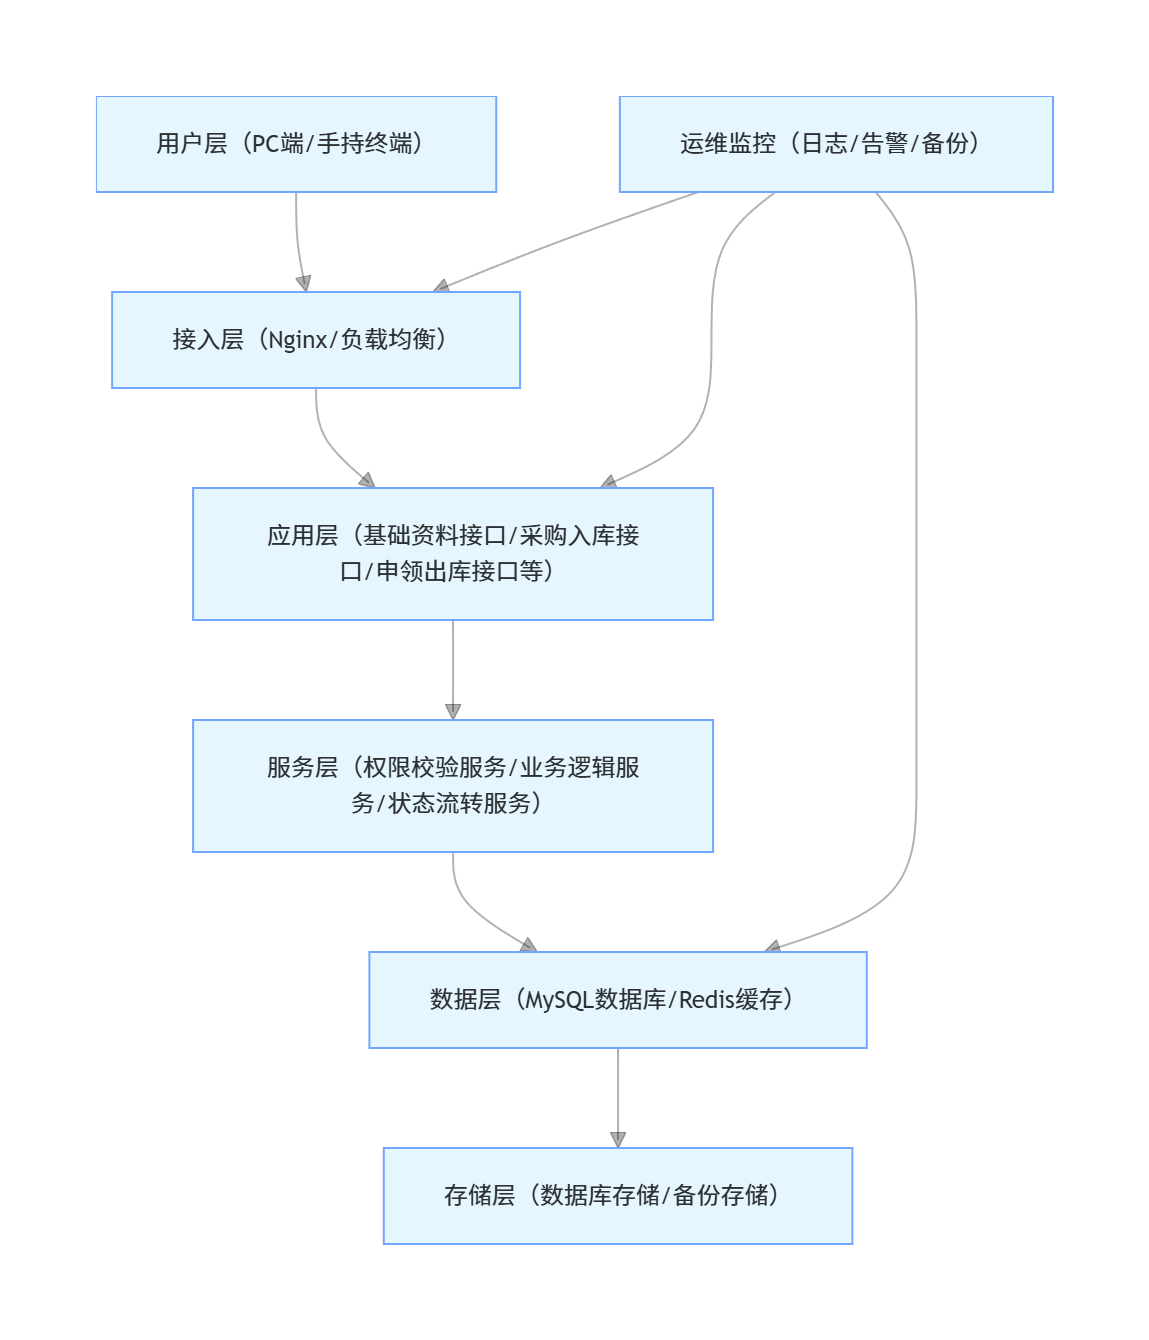 用户层（PC端/手持终端）
运维监控（日志/告警/备份）
接入层（Nginx/负载均衡）
应用层（基础资料接口/采购入库接
口/申领出库接口等）
服务层（权限校验服务/业务逻辑服
务/状态流转服务）
数据层（MySQL数据库/Redis缓存）
存储层（数据库存储/备份存储）